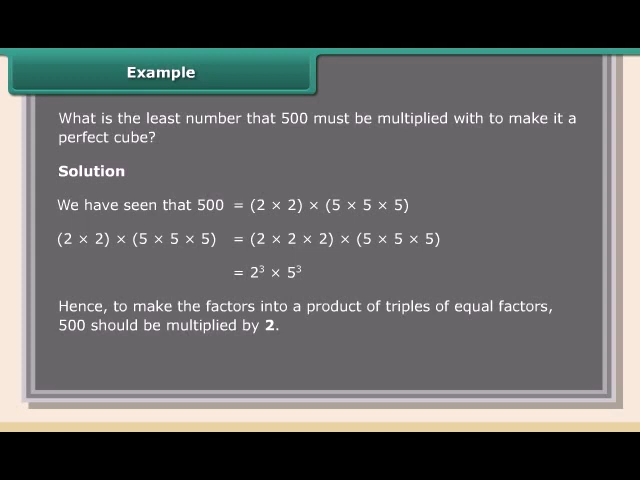 Example
What is the least number that 500 must be multiplied with to make it a
perfect cube?
Solution
We have seen that 500 = (2 × 2) × (5 × 5 × 5)
(2 × 2) × (5 × 5 × 5) = (2 × 2 × 2) × (5 × 5 × 5)
= 2³ × 5³
Hence, to make the factors into a product of triples of equal factors,
500 should be multiplied by 2.